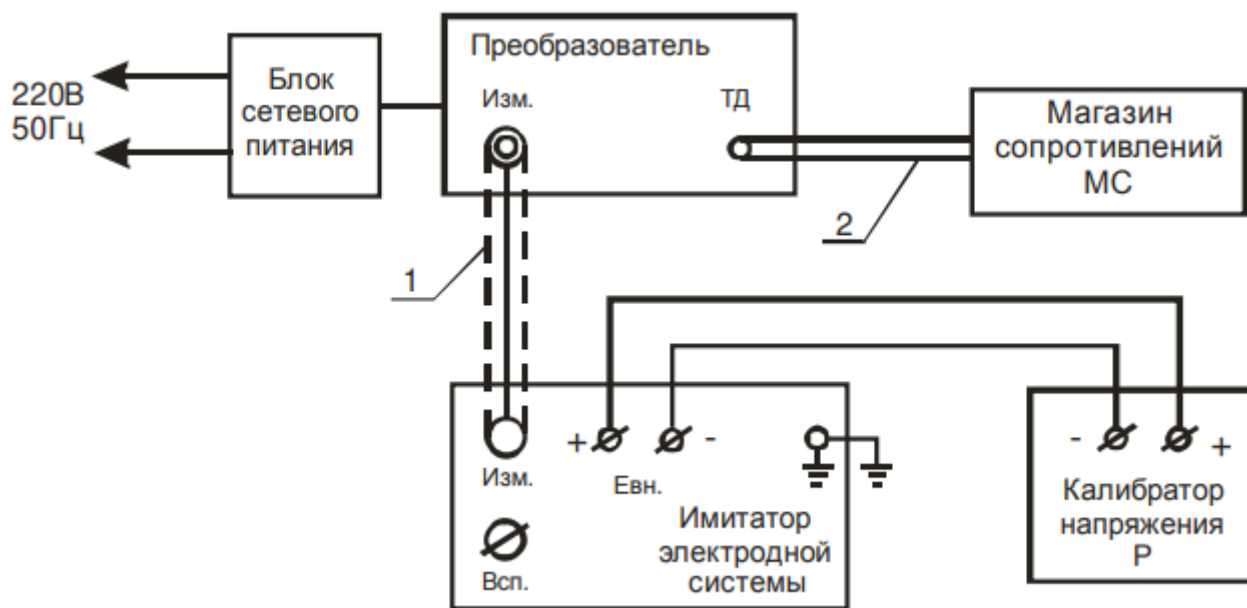 220В
50Гц
Блок
сетевого
питания
Преобразователь
Изм.
ТД
Магазин
сопротивлений
МС
1
2
+
-
Изм.
Евн.
Всп.
Имитатор
электродной
системы
-
+
Калибратор
напряжения
Р